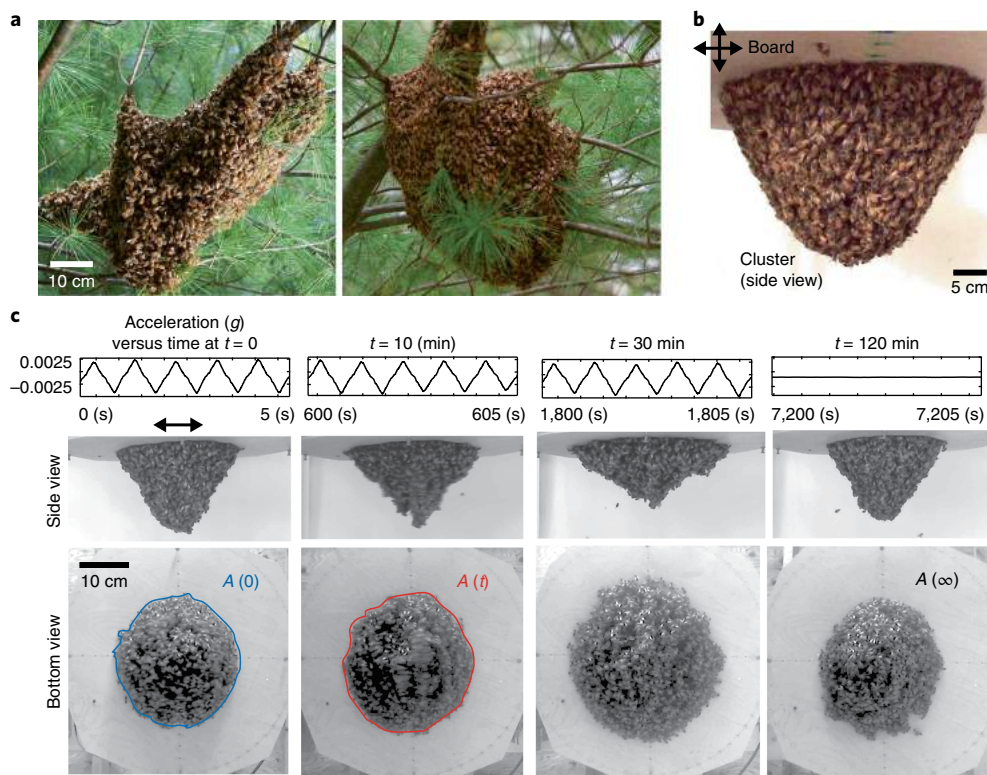 a
10 cm
b
Board
Cluster
(side view)
5 cm
c
Acceleration (g)
versus time at t = 0
t = 10 (min)
t = 30 min
t = 120 min
0.0025
–0.0025
0 (s) 5 (s)
600 (s) 605 (s)
1,800 (s) 1,805 (s)
7,200 (s) 7,205 (s)
Side view
Bottom view
10 cm
A (0)
A (t)
A (∞)